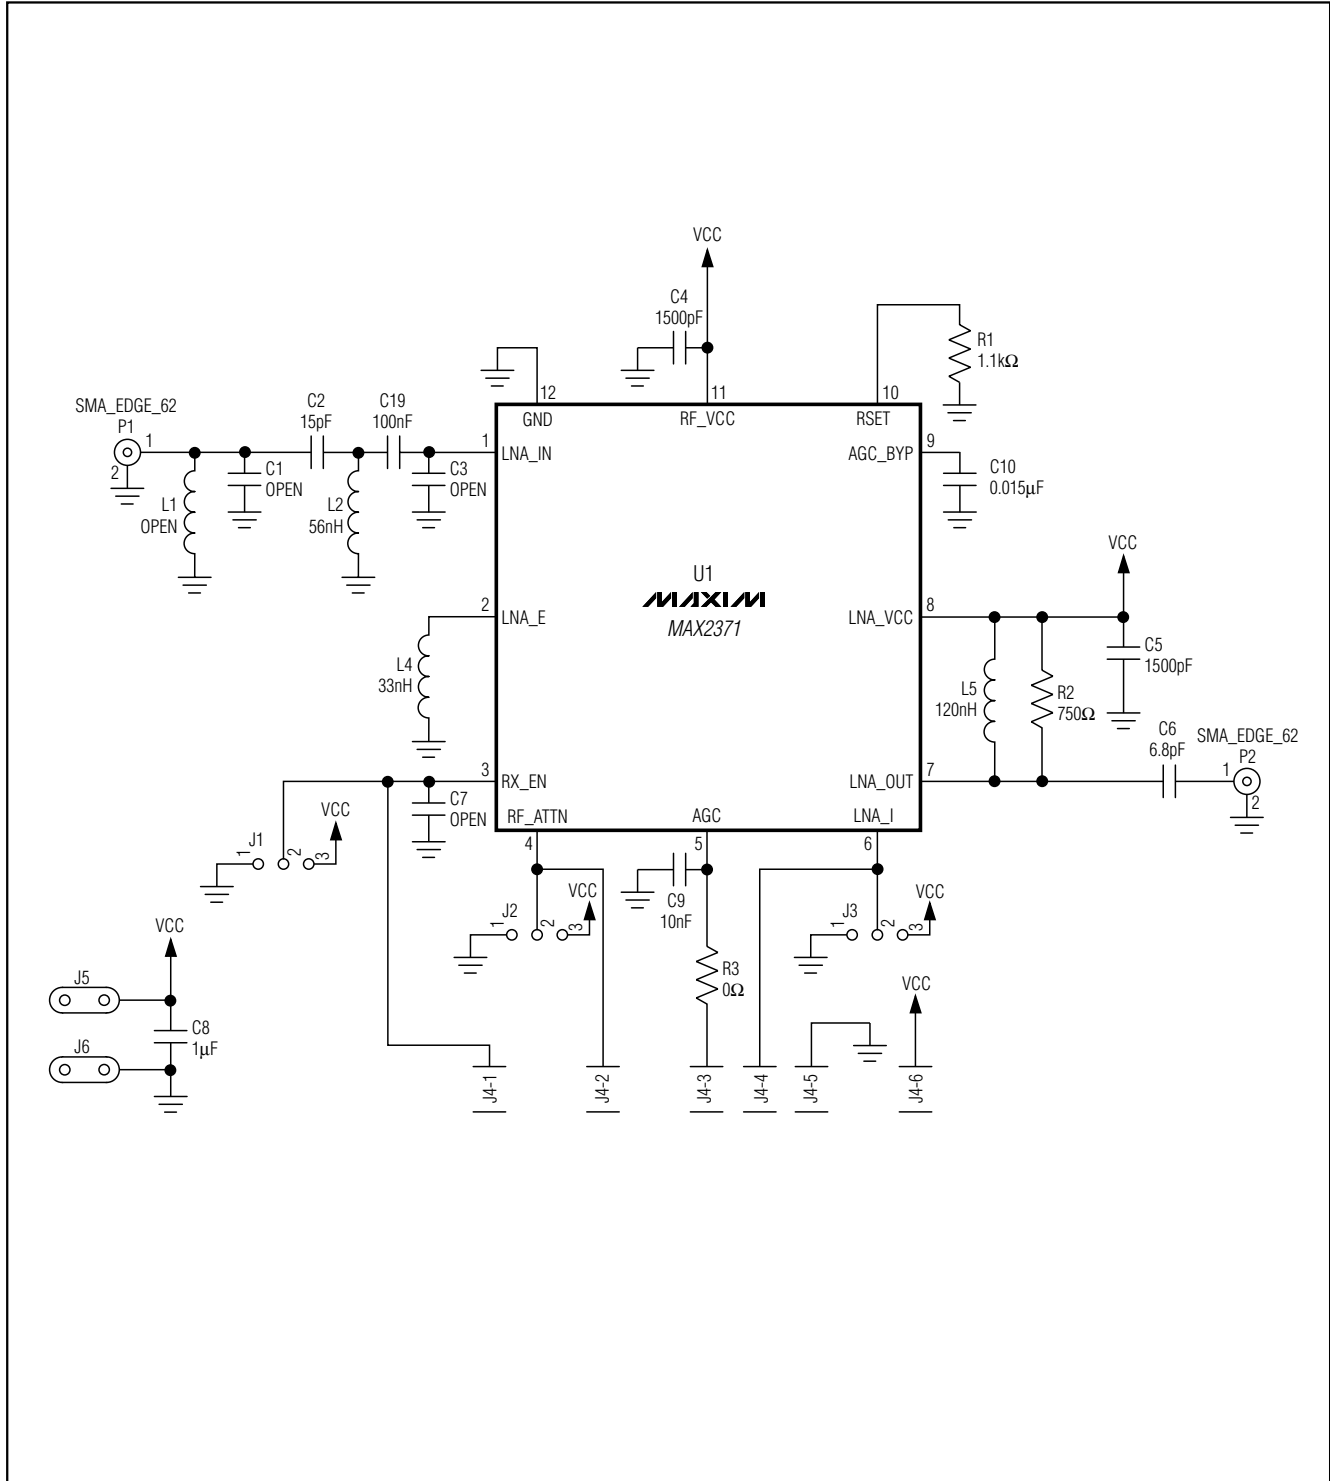 VCC
C4
1500pF
R1
1.1kΩ
12
11
10
GND
RF_VCC
RSET
SMA_EDGE_62
P1
1
2
C2
15pF
C19
100nF
1
LNA_IN
AGC_BYP
9
C1
OPEN
C3
OPEN
L1
OPEN
L2
56nH
C10
0.015µF
VCC
U1
MAXIM
MAX2371
2
LNA_E
LNA_VCC
8
L4
33nH
C5
1500pF
L5
120nH
R2
750Ω
C6
6.8pF
SMA_EDGE_62
P2
1
2
3
RX_EN
LNA_OUT
7
C7
OPEN
RF_ATTN
AGC
LNA_I
4
5
6
J1
1
2
3
VCC
J2
1
2
3
VCC
C9
10nF
J3
1
2
3
VCC
VCC
R3
0Ω
VCC
J5
C8
1µF
J6
J4-1
J4-2
J4-3
J4-4
J4-5
J4-6